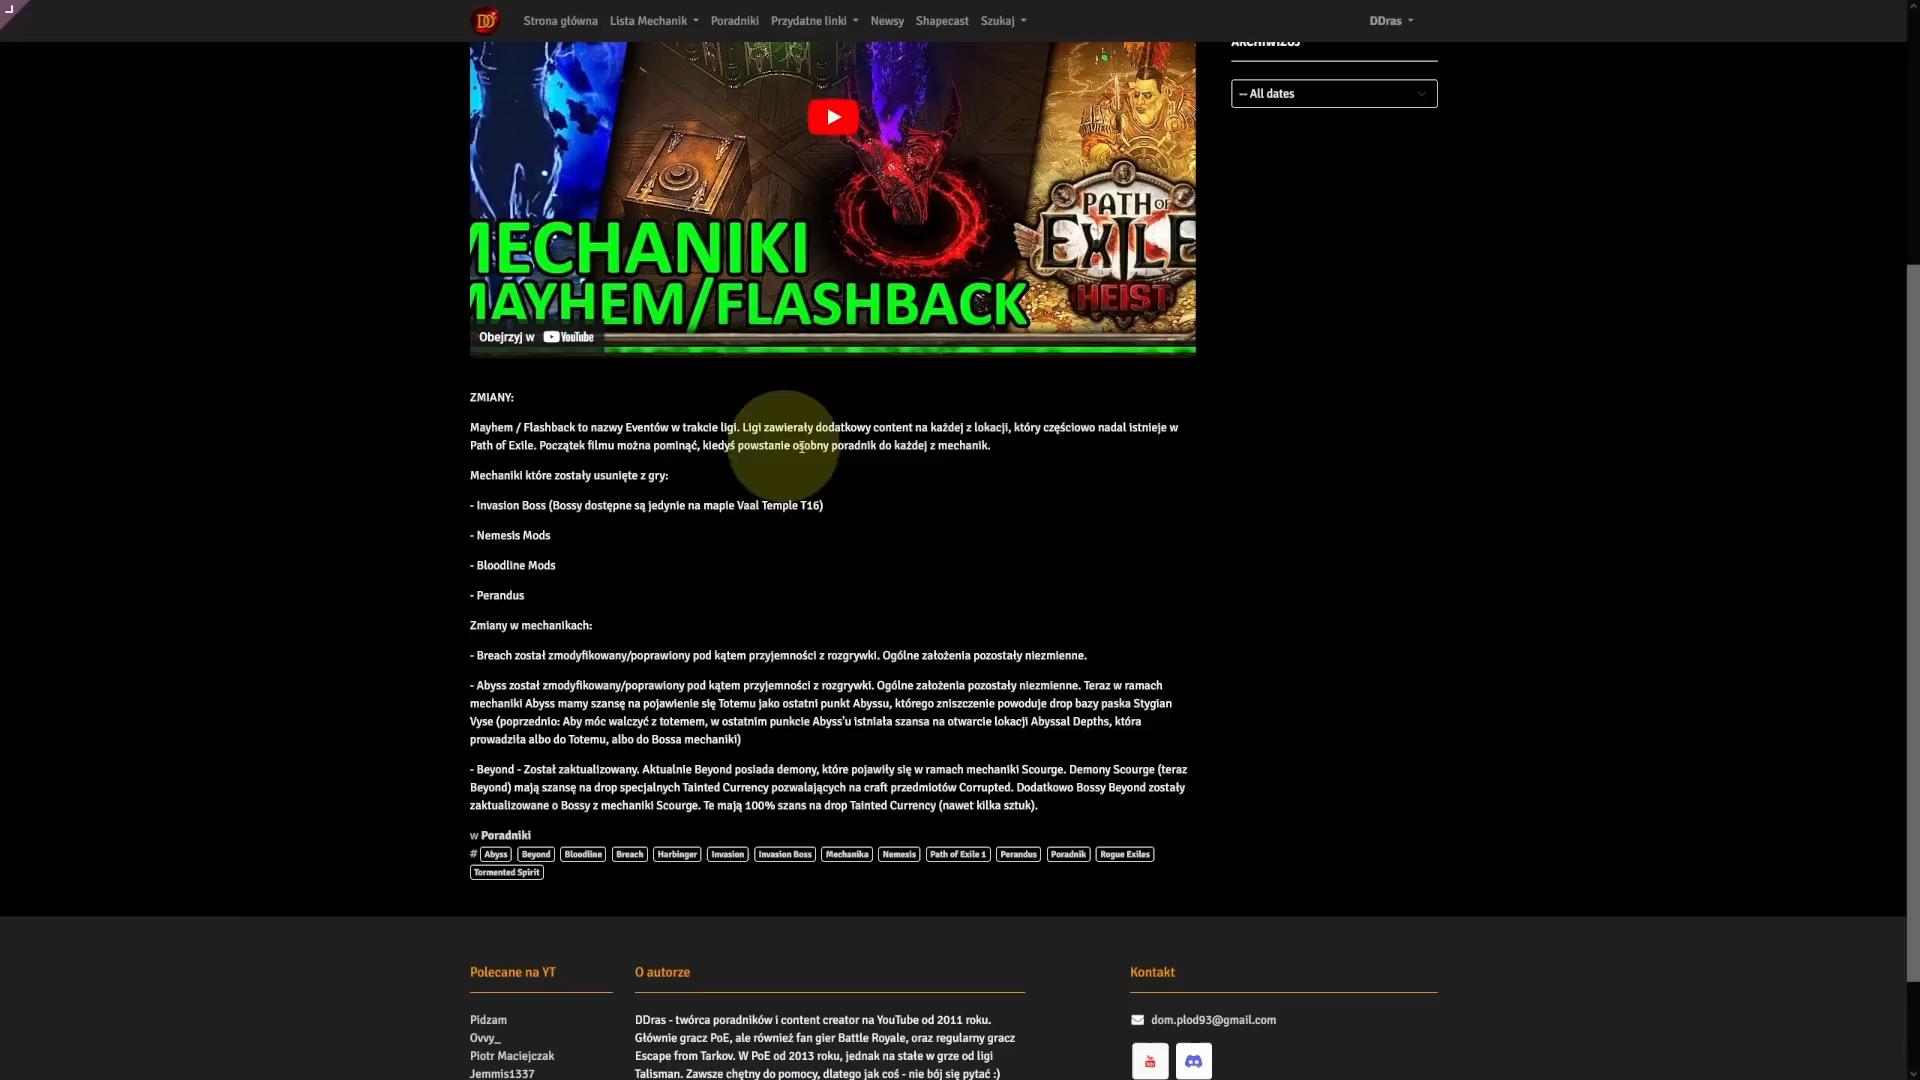 DD
Strona główna
Lista Mechanik
Poradniki
Przydatne linki
Newsy
Shapecast
Szukaj
DDras
ARCHIWIZUJ
-- All dates
MECHANIKI
MAYHEM/FLASHBACK
PATH OF
EXILE
HEIST
Obejrzyj w YouTube
ZMIANY:
Mayhem / Flashback to nazwy Eventów w trakcie ligi. Ligi zawierały dodatkowy content na każdej z lokacji, który częściowo nadal istnieje w
Path of Exile. Początek filmu można pominąć, kiedyś powstanie osobny poradnik do każdej z mechanik.
Mechaniki które zostały usunięte z gry:
- Invasion Boss (Bossy dostępne są jedynie na mapie Vaal Temple T16)
- Nemesis Mods
- Bloodline Mods
- Perandus
Zmiany w mechanikach:
- Breach został zmodyfikowany/poprawiony pod kątem przyjemności z rozgrywki. Ogólne założenia pozostały niezmienne.
- Abyss został zmodyfikowany/poprawiony pod kątem przyjemności z rozgrywki. Ogólne założenia pozostały niezmienne. Teraz w ramach
mechaniki Abyss mamy szansę na pojawienie się Totemu jako ostatni punkt Abyssu, którego zniszczenie powoduje drop bazy paska Stygian
Vyse (poprzednio: Aby móc walczyć z totemem, w ostatnim punkcie Abyss'u istniała szansa na otwarcie lokacji Abyssal Depths, która
prowadziła albo do Totemu, albo do Bossa mechaniki)
- Beyond - Został zaktualizowany. Aktualnie Beyond posiada demony, które pojawiły się w ramach mechaniki Scourge. Demony Scourge (teraz
Beyond) mają szansę na drop specjalnych Tainted Currency pozwalających na craft przedmiotów Corrupted. Dodatkowo Bossy Beyond zostały
zaktualizowane o Bossy z mechaniki Scourge. Te mają 100% szans na drop Tainted Currency (nawet kilka sztuk).
w Poradniki
# Abyss Beyond Bloodline Breach Harbinger Invasion Invasion Boss Mechanika Nemesis Path of Exile 1 Perandus Poradnik Rogue Exiles
Tormented Spirit
Polecane na YT
Pidzam
Ovvy_
Piotr Maciejczak
Jemmis1337
O autorze
DDras - twórca poradników i content creator na YouTube od 2011 roku.
Głównie gracz PoE, ale również fan gier Battle Royale, oraz regularny gracz
Escape from Tarkov. W PoE od 2013 roku, jednak na stałe w grze od ligi
Talisman. Zawsze chętny do pomocy, dlatego jak coś - nie bój się pytać :)
Kontakt
dom.plod93@gmail.com